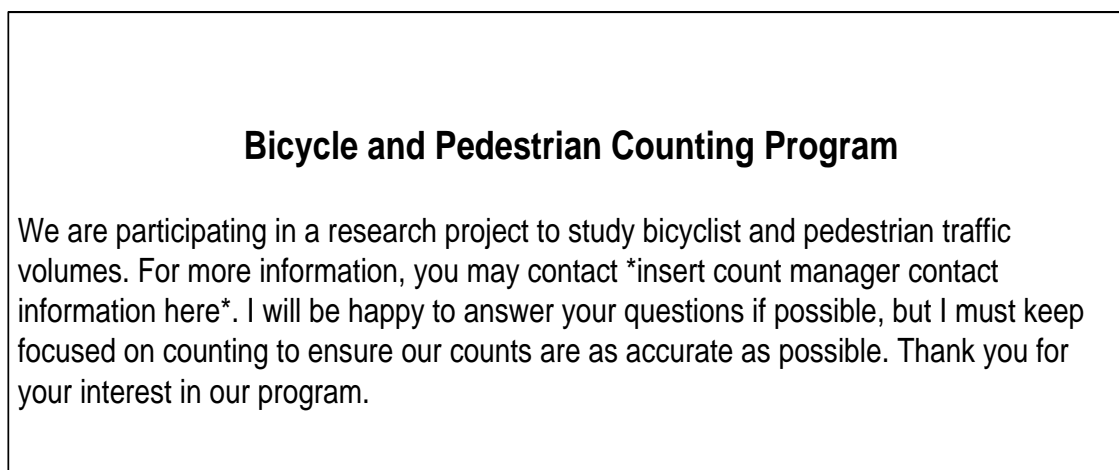 Bicycle and Pedestrian Counting Program
We are participating in a research project to study bicyclist and pedestrian traffic
volumes. For more information, you may contact *insert count manager contact
information here*. I will be happy to answer your questions if possible, but I must keep
focused on counting to ensure our counts are as accurate as possible. Thank you for
your interest in our program.